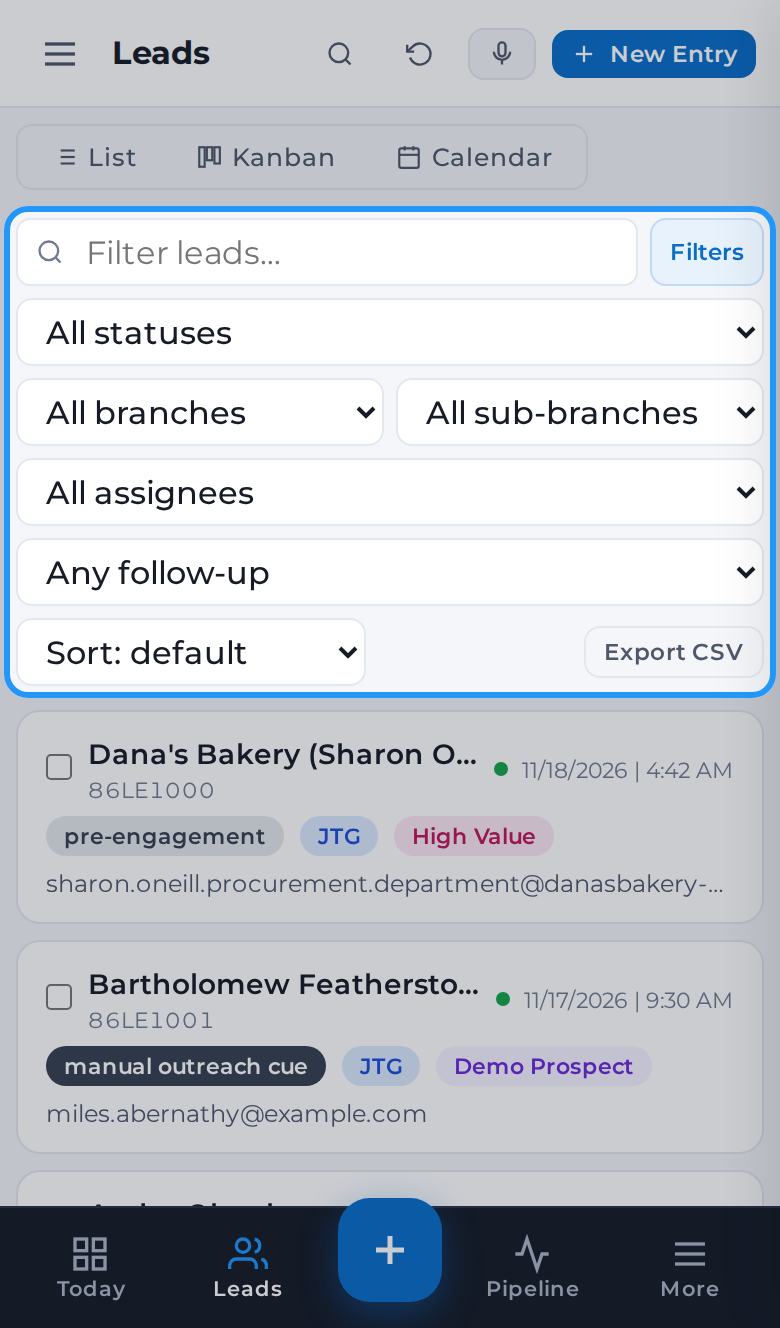 Leads
New Entry
List
Kanban
Calendar
Filter leads...
Filters
All statuses
All branches
All sub-branches
All assignees
Any follow-up
Sort: default
Export CSV
Dana's Bakery (Sharon O...
11/18/2026 | 4:42 AM
86LE1000
pre-engagement
JTG
High Value
sharon.oneill.procurement.department@danasbakery-...
Bartholomew Feathersto...
11/17/2026 | 9:30 AM
86LE1001
manual outreach cue
JTG
Demo Prospect
miles.abernathy@example.com
Today
Leads
Pipeline
More